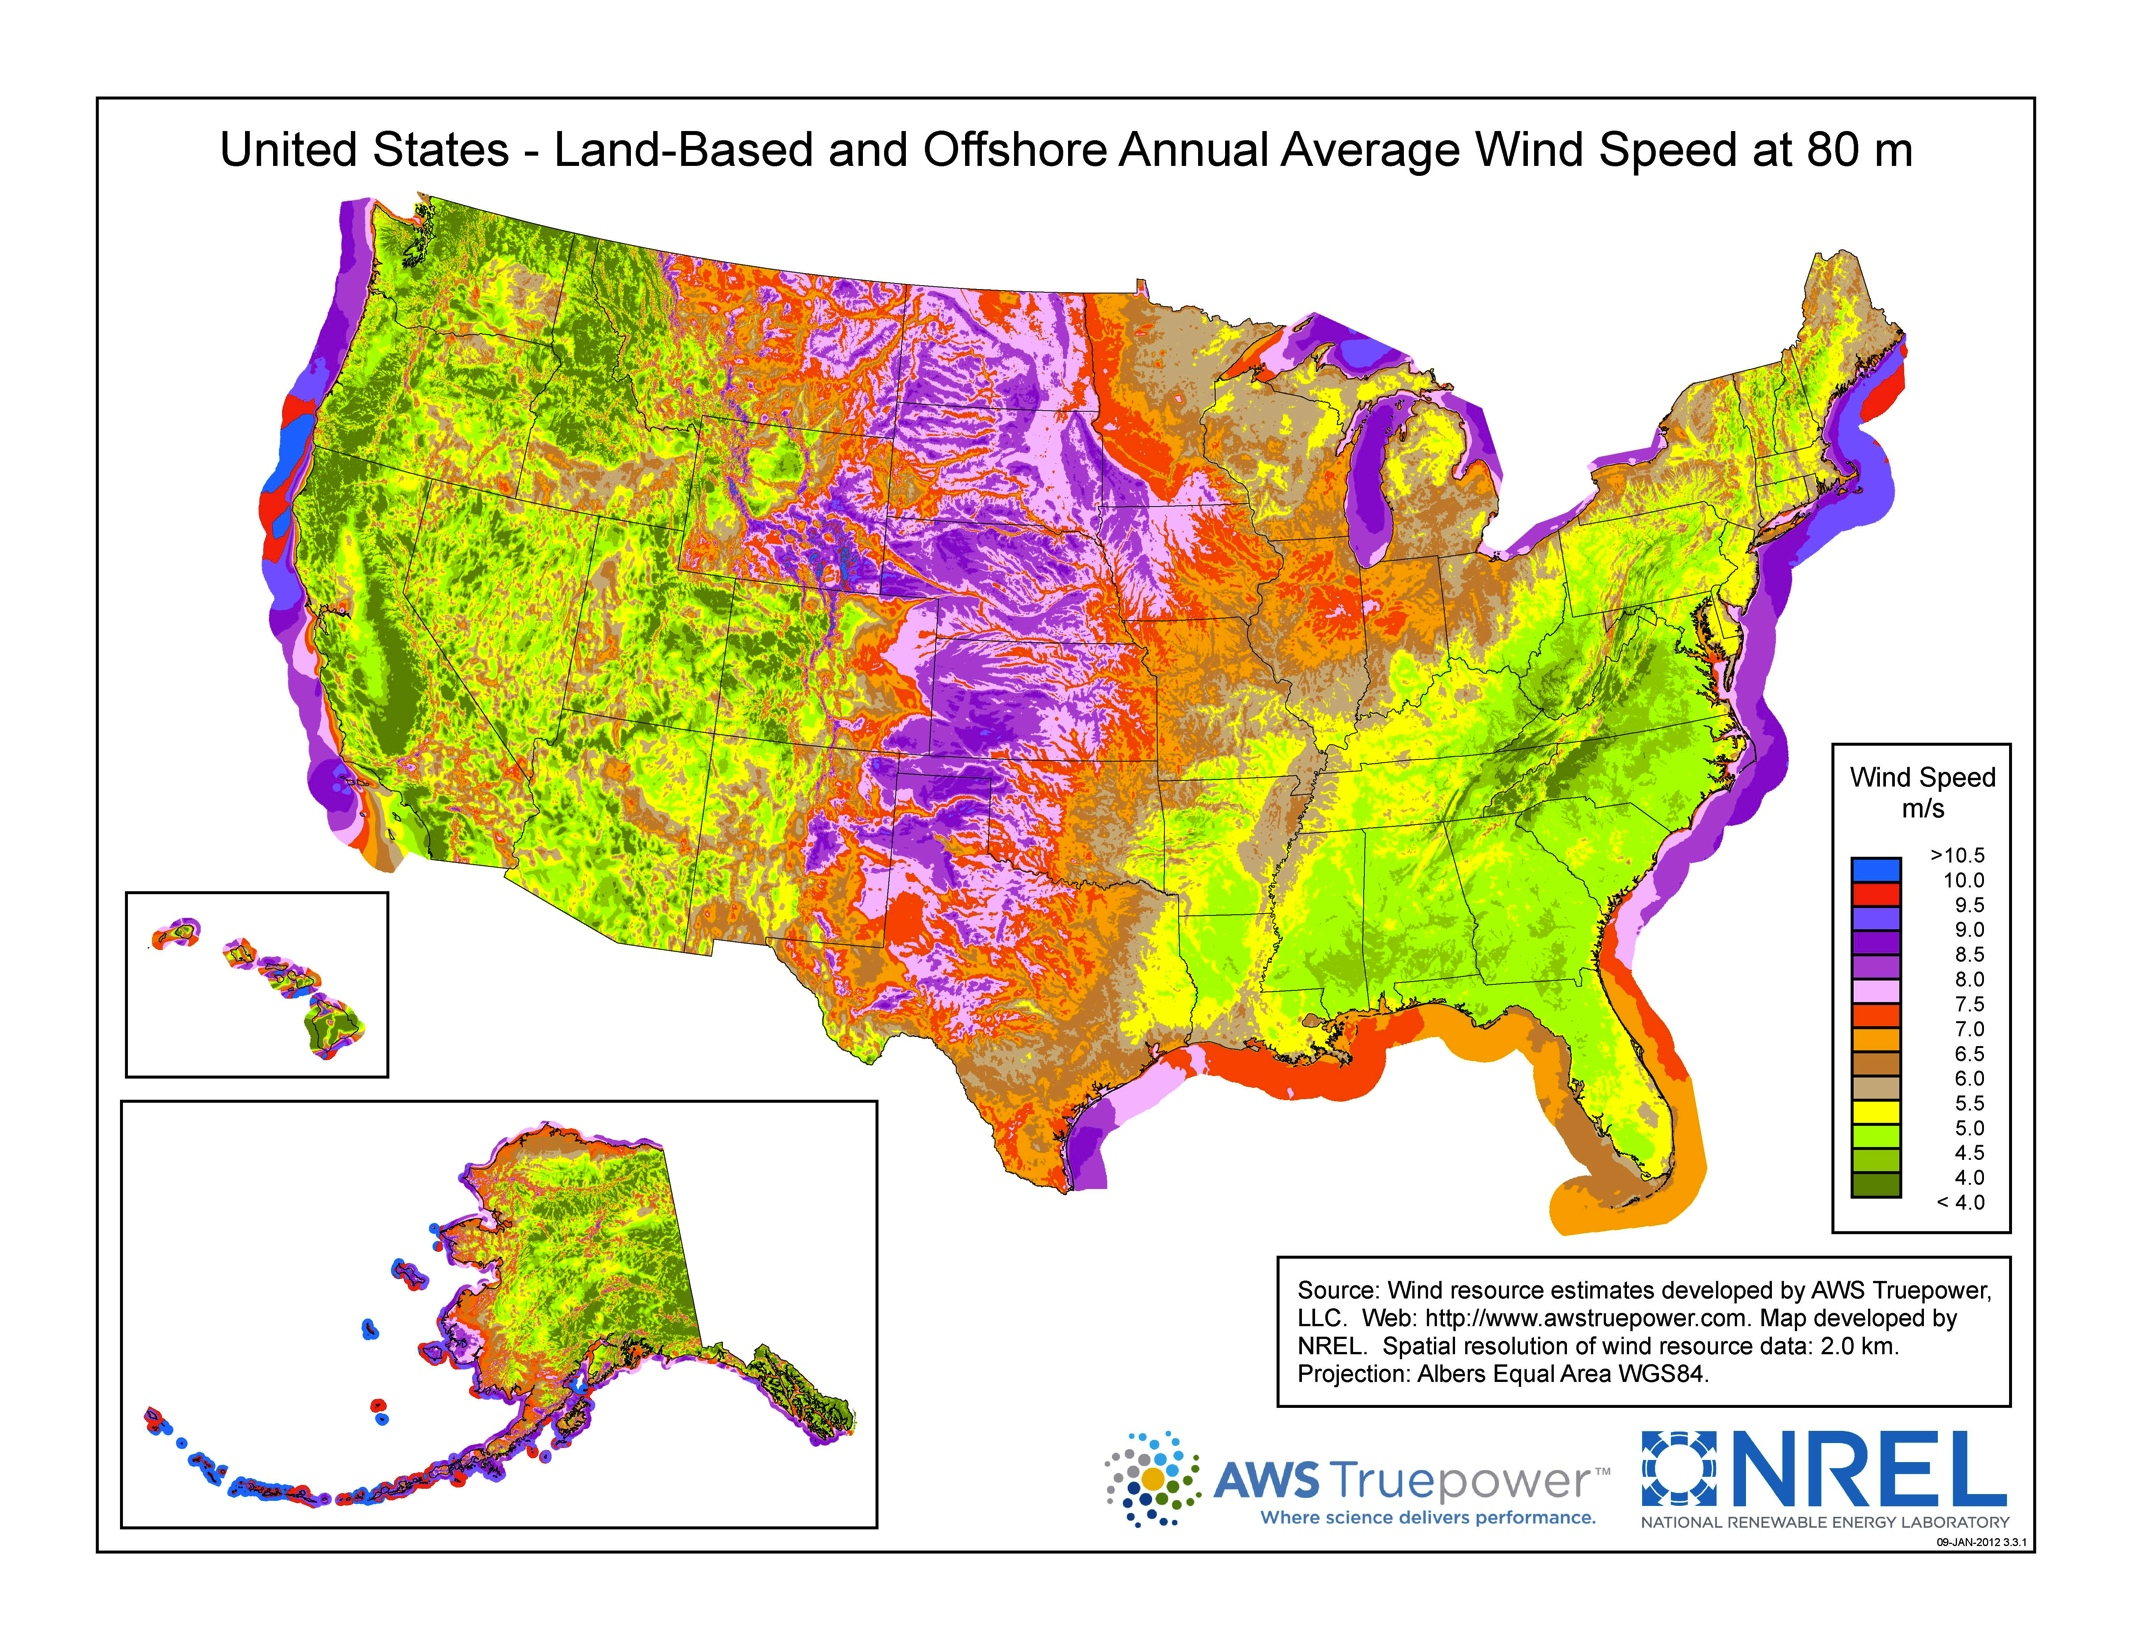 United States - Land-Based and Offshore Annual Average Wind Speed at 80 m
Wind Speed
m/s
>10.5
10.0
9.5
9.0
8.5
8.0
7.5
7.0
6.5
6.0
5.5
5.0
4.5
4.0
< 4.0
Source: Wind resource estimates developed by AWS Truepower,
LLC. Web: http://www.awstruepower.com. Map developed by
NREL. Spatial resolution of wind resource data: 2.0 km.
Projection: Albers Equal Area WGS84.
AWS Truepower™
Where science delivers performance.
NREL
NATIONAL RENEWABLE ENERGY LABORATORY
09-JAN-2012 3.3.1